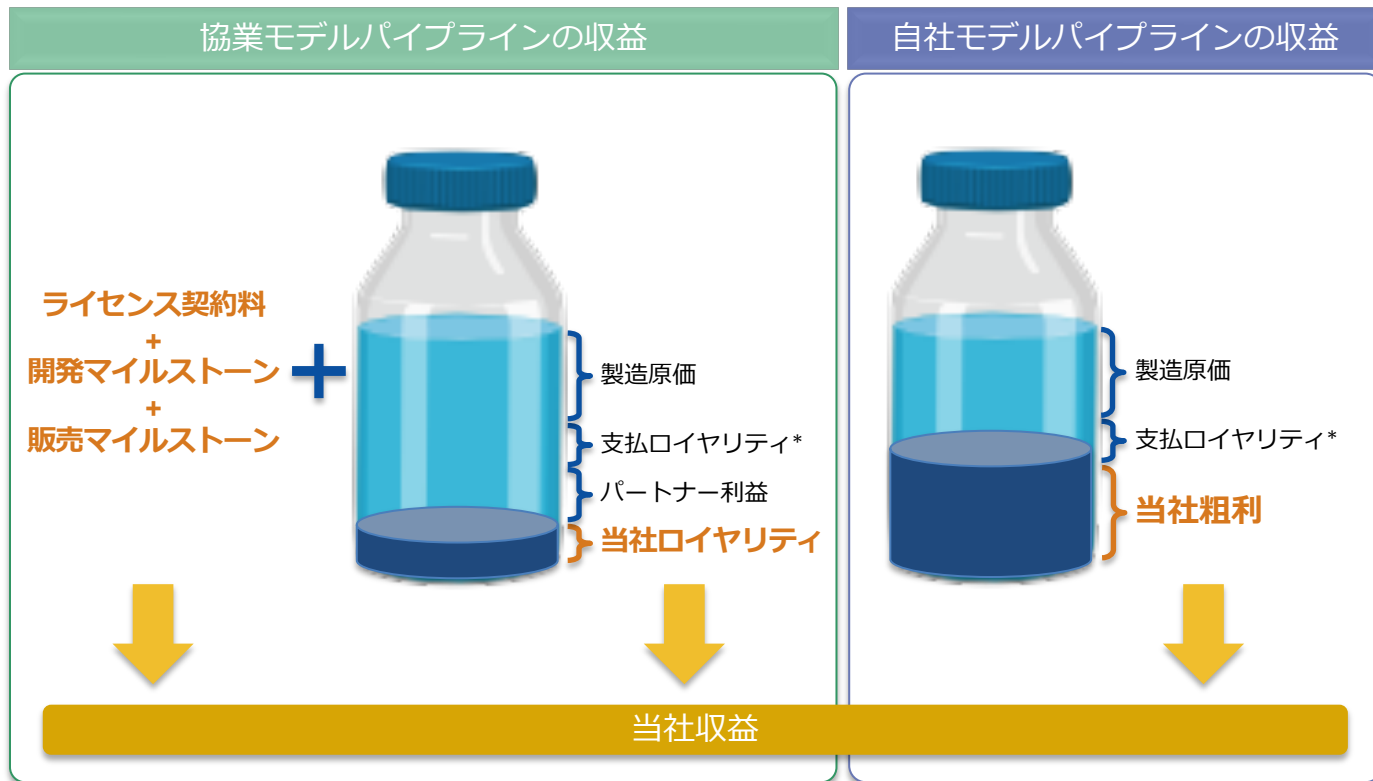 協業モデルパイプラインの収益
ライセンス契約料
+
開発マイルストーン
+
販売マイルストーン
+
製造原価
支払ロイヤリティ*
パートナー利益
当社ロイヤリティ
自社モデルパイプラインの収益
製造原価
支払ロイヤリティ*
当社粗利
当社収益